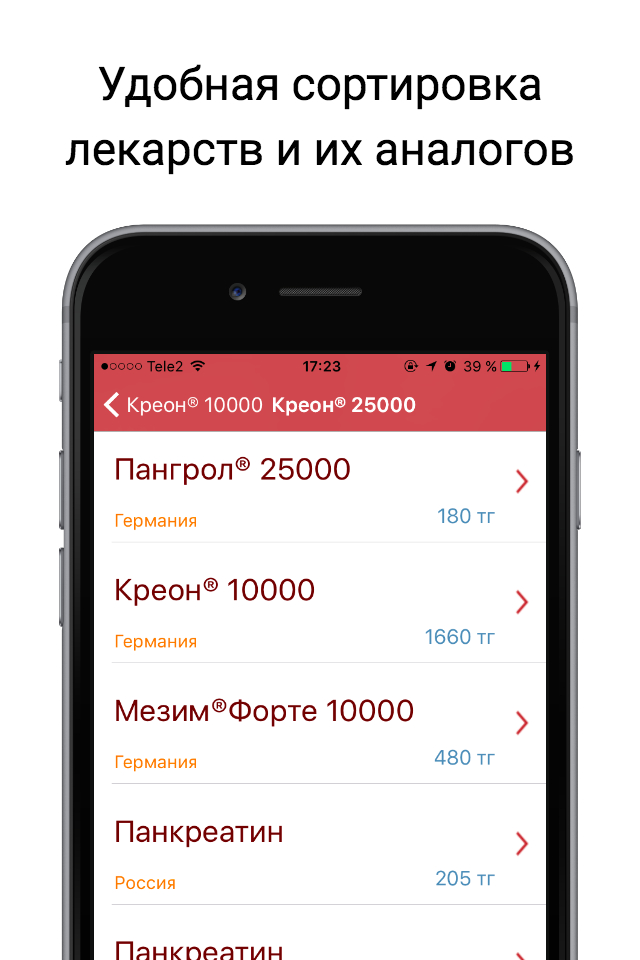 Удобная сортировка
лекарств и их аналогов
Tele2 17:23 39 %
Креон® 10000 Креон® 25000
Пангрол® 25000
Германия 180 тг
Креон® 10000
Германия 1660 тг
Мезим®Форте 10000
Германия 480 тг
Панкреатин
Россия 205 тг
Панкреатин